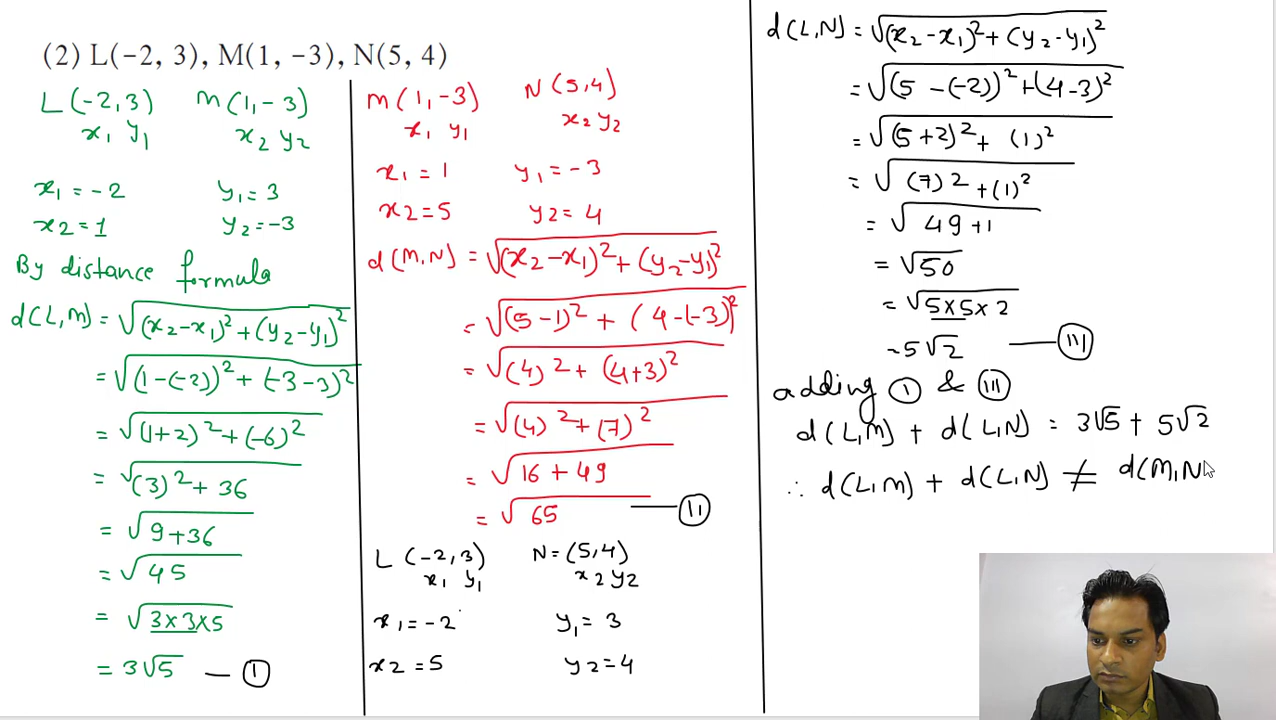 (2) L(-2, 3), M(1, -3), N(5, 4)
L(-2,3) m(1,-3)
x₁ y₁ x₂ y₂
x₁ = -2 y₁ = 3
x₂ = 1 y₂ = -3
By distance formula
d(L,m) = √(x₂-x₁)² + (y₂-y₁)²
= √(1-(-2))² + (-3-3)²
= √(1+2)² + (-6)²
= √(3)² + 36
= √9+36
= √45
= √3×3×5
= 3√5 — (I)
m(1,-3) N(5,4)
x₁ y₁ x₂ y₂
x₁ = 1 y₁ = -3
x₂ = 5 y₂ = 4
d(M,N) = √(x₂-x₁)² + (y₂-y₁)²
= √(5-1)² + (4-(-3)²
= √(4)² + (4+3)²
= √(4)² + (7)²
= √16 + 49
= √65 — (II)
L(-2,3) N=(5,4)
x₁ y₁ x₂ y₂
x₁ = -2 y₁ = 3
x₂ = 5 y₂ = 4
d(L,N) = √(x₂-x₁)² + (y₂-y₁)²
= √(5-(-2))² + (4-3)²
= √(5+2)² + (1)²
= √(7)² + (1)²
= √49+1
= √50
= √5×5×2
-5√2 — (III)
adding (I) & (III)
d(L,M) + d(L,N) = 3√5 + 5√2
∴ d(L,M) + d(L,N) ≠ d(M,N